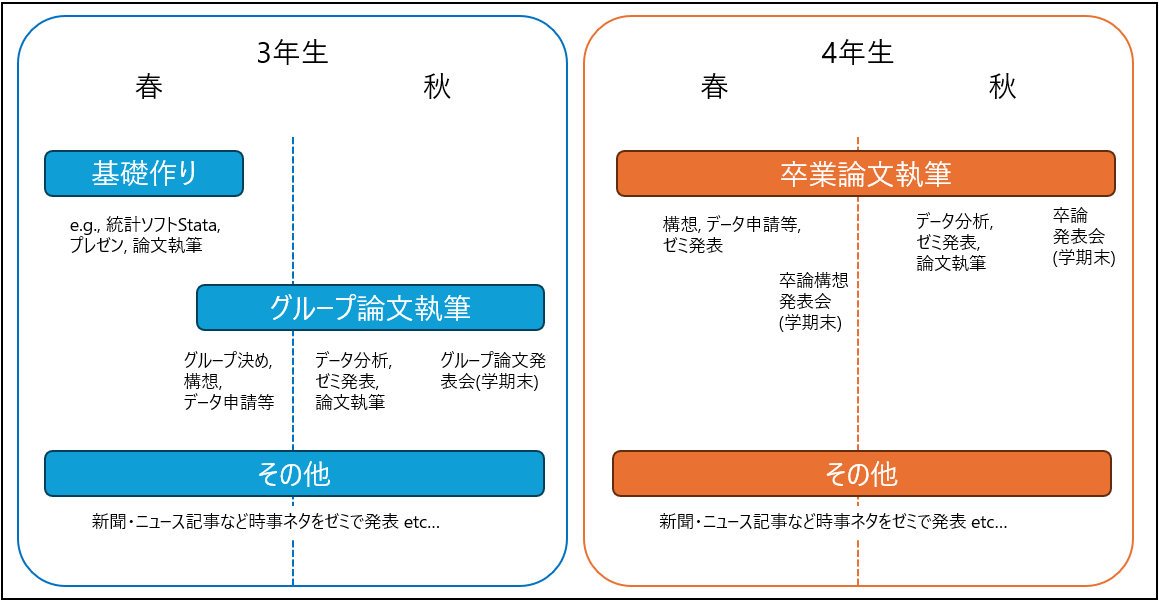 3年生
春
秋
基礎作り
e.g., 統計ソフトStata,
プレゼン, 論文執筆
グループ論文執筆
グループ決め,
構想,
データ申請等
データ分析,
ゼミ発表,
論文執筆
グループ論文発
表会(学期末)
その他
新聞・ニュース記事など時事ネタをゼミで発表 etc...
4年生
春
秋
卒業論文執筆
構想, データ申請等,
ゼミ発表
卒論構想
発表会
(学期末)
データ分析,
ゼミ発表,
論文執筆
卒論
発表会
(学期末)
その他
新聞・ニュース記事など時事ネタをゼミで発表 etc...